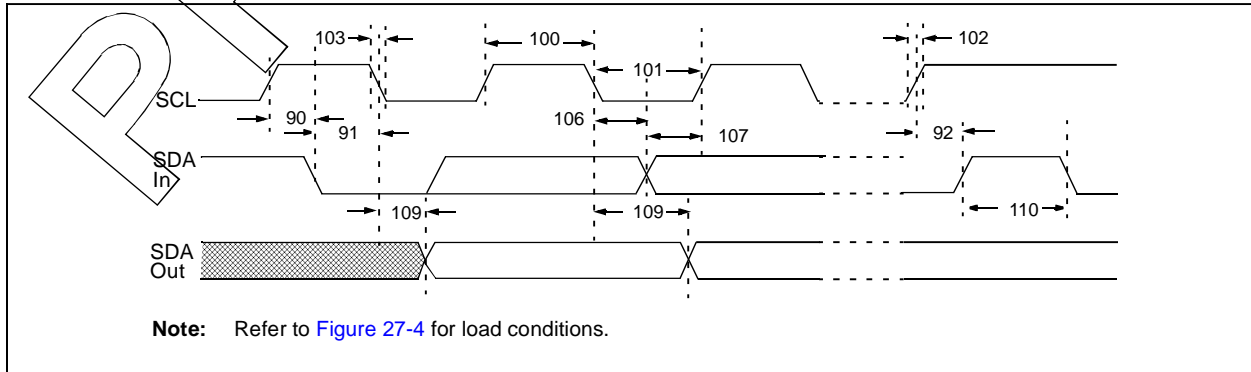 103
100
102
101
SCL
90
91
106
107
92
SDA
In
109
109
110
SDA
Out
Note: Refer to Figure 27-4 for load conditions.